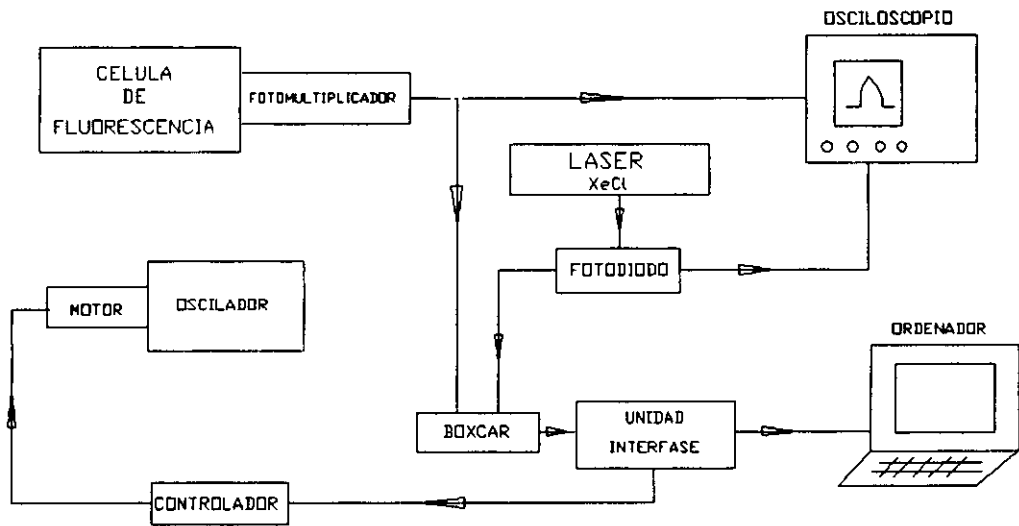 OSCILOSCOPIO
CELULA
DE
FLUORESCENCIA
FOTOMULTIPLICADOR
LASER
XeCl
FOTODIODO
MOTOR
OSCILADOR
ORDENADOR
BOXCAR
UNIDAD
INTERFASE
CONTROLADOR